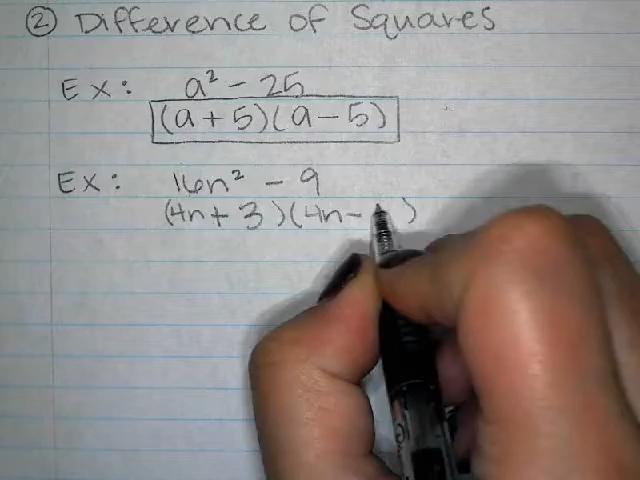 ② Difference of Squares
Ex: a² - 25
(a + 5)(a - 5)
Ex: 16n² - 9
(4n + 3)(4n - )